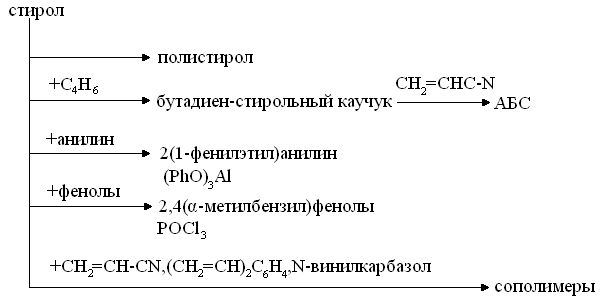 стирол
полистирол
+C₄H₆
бутадиен-стирольный каучук
CH₂=CHC-N
АБС
+анилин
2(1-фенилэтил)анилин
(PhO)₃Al
+фенолы
2,4(α-метилбензил)фенолы
POCl₃
+CH₂=CH-CN,(CH₂=CH)₂C₆H₄,N-винилкарбазол
сополимеры